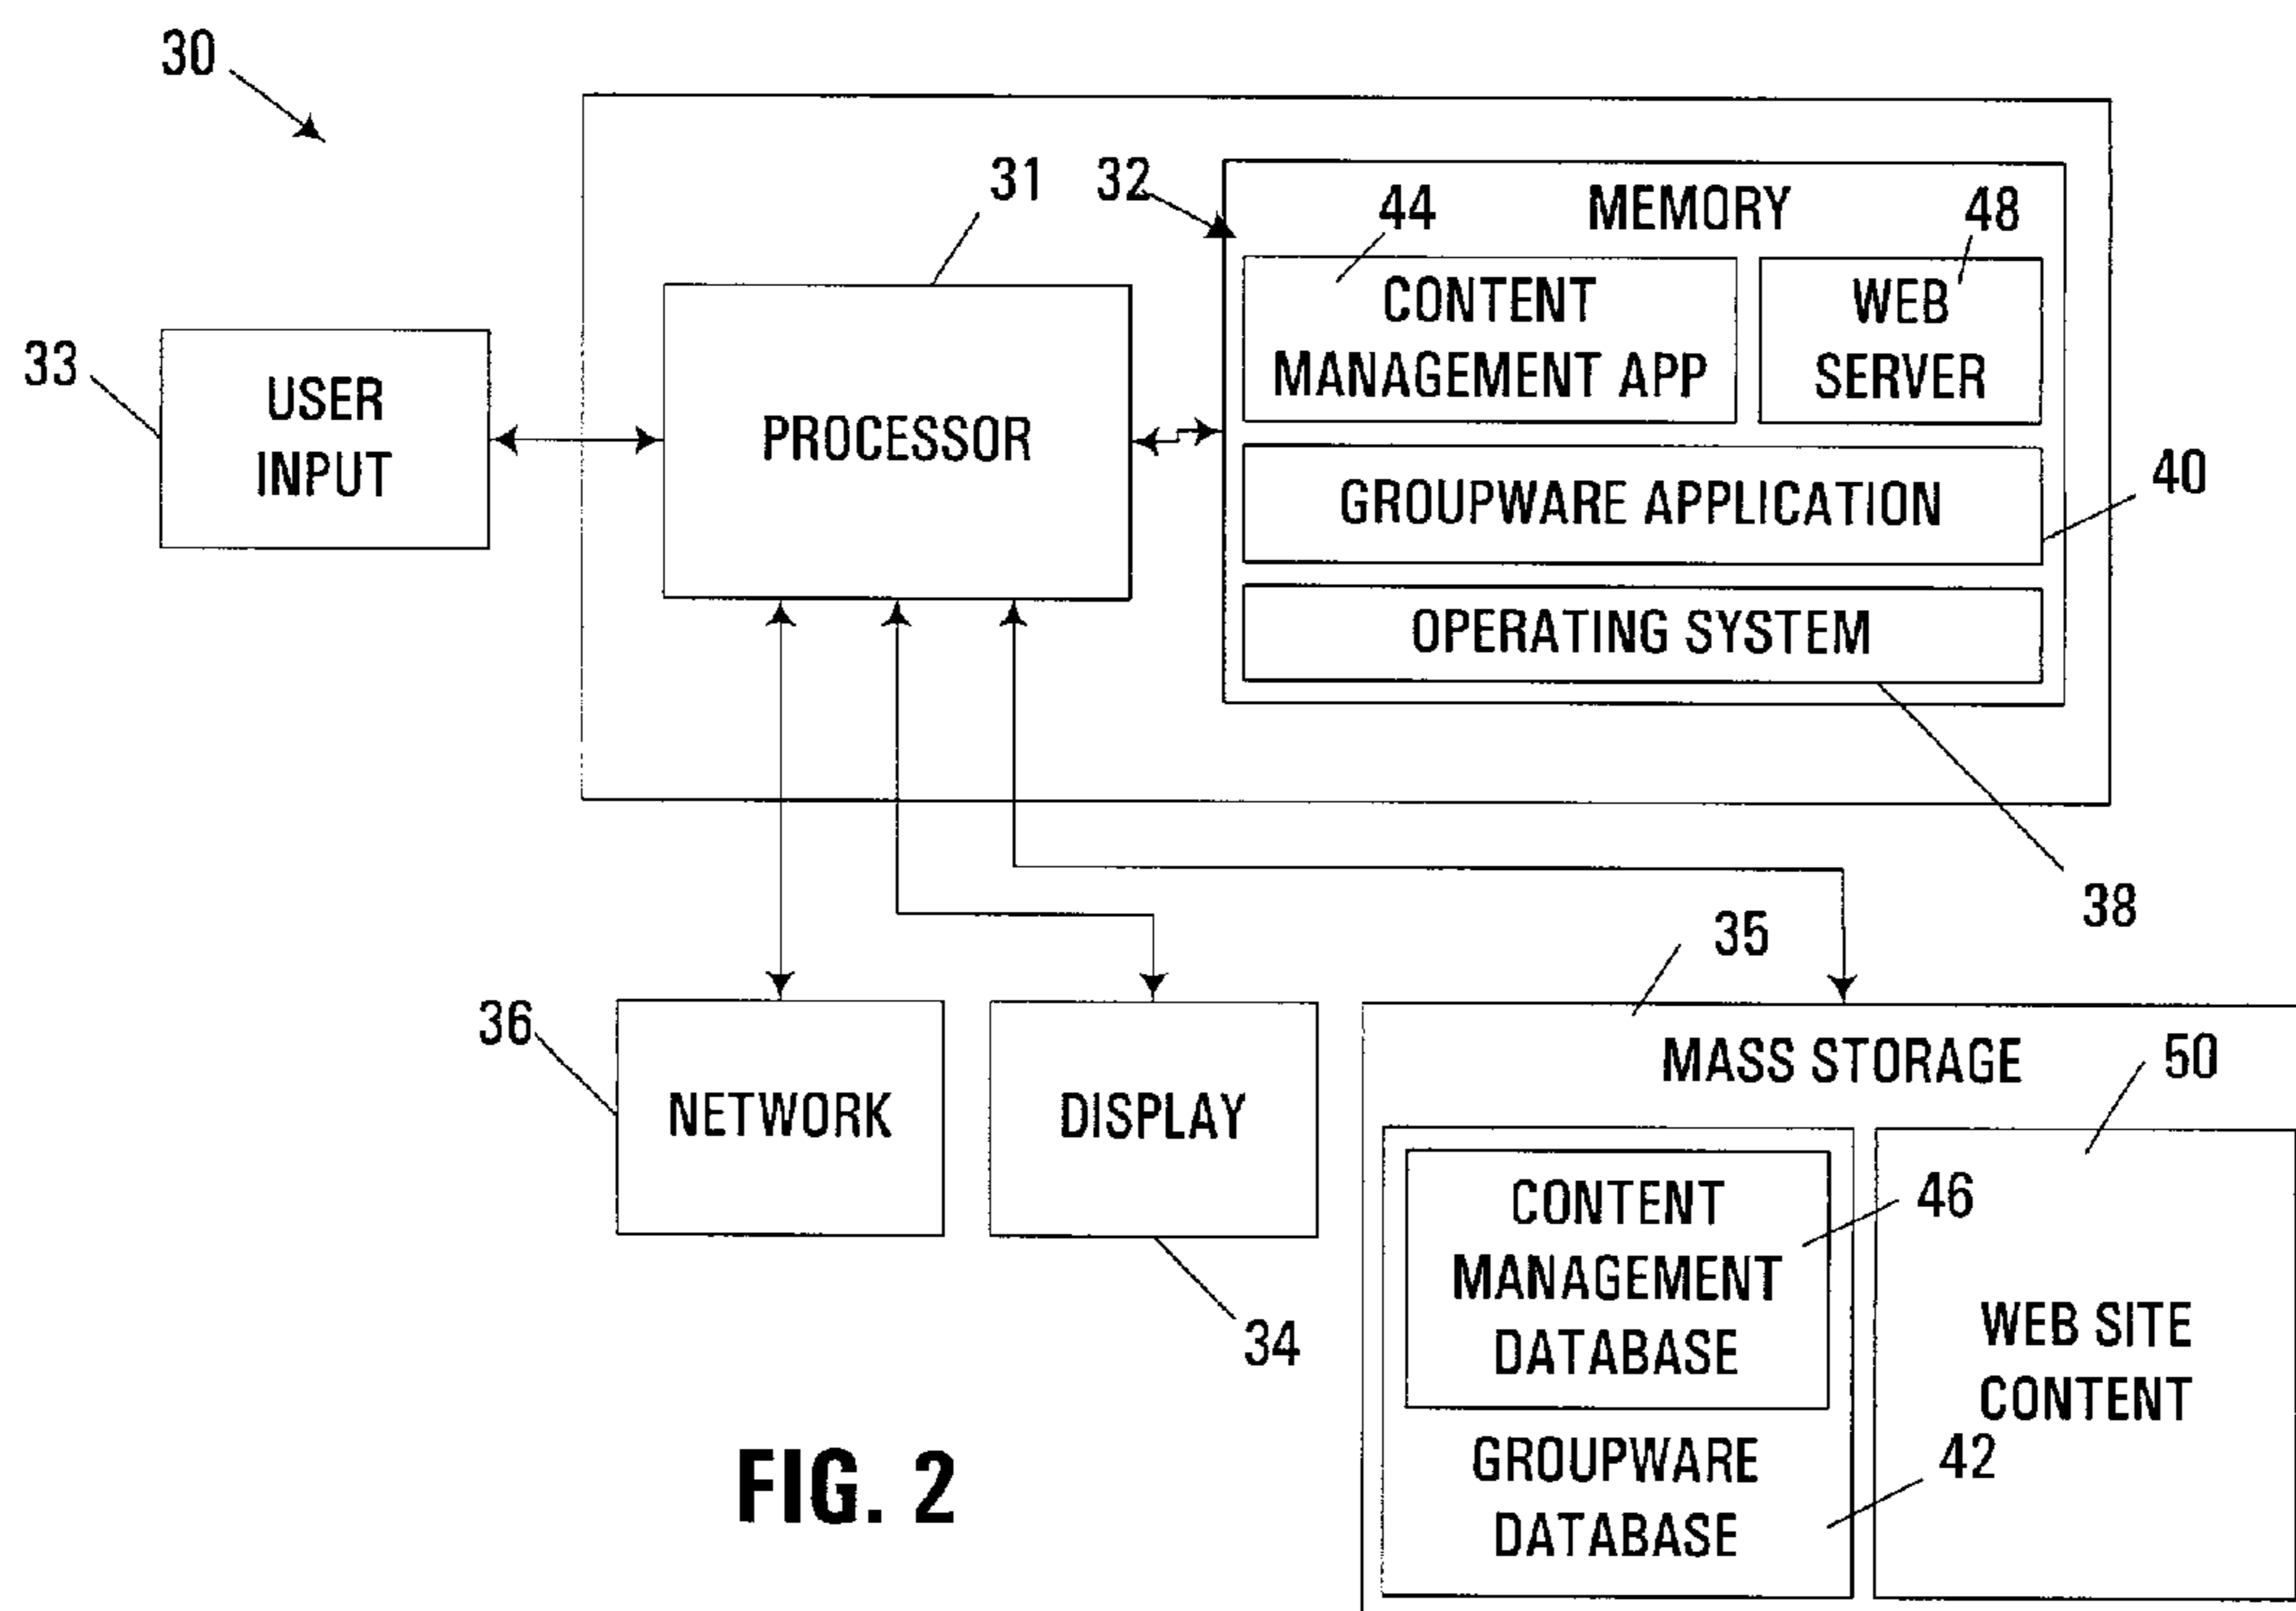 30
31
32
MEMORY
44
48
CONTENT
MANAGEMENT APP
WEB
SERVER
33
USER
INPUT
PROCESSOR
GROUPWARE APPLICATION
40
OPERATING SYSTEM
38
35
36
NETWORK
DISPLAY
34
MASS STORAGE
50
CONTENT
MANAGEMENT
DATABASE
46
WEB SITE
CONTENT
GROUPWARE
DATABASE
42
FIG. 2